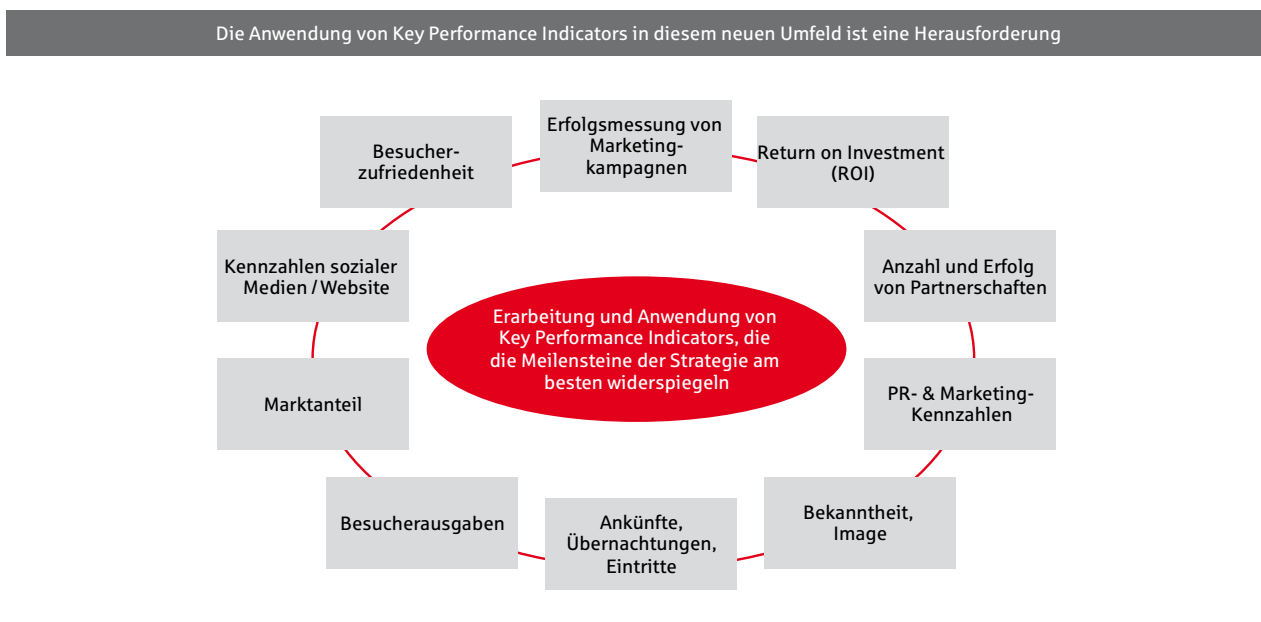 Die Anwendung von Key Performance Indicators in diesem neuen Umfeld ist eine Herausforderung
Erfolgsmessung von
Marketing-
kampagnen
Return on Investment
(ROI)
Anzahl und Erfolg
von Partnerschaften
PR- & Marketing-
Kennzahlen
Bekanntheit,
Image
Ankünfte,
Übernachtungen,
Eintritte
Besucherausgaben
Marktanteil
Kennzahlen sozialer
Medien / Website
Besucher-
zufriedenheit
Erarbeitung und Anwendung von
Key Performance Indicators, die
die Meilensteine der Strategie am
besten widerspiegeln